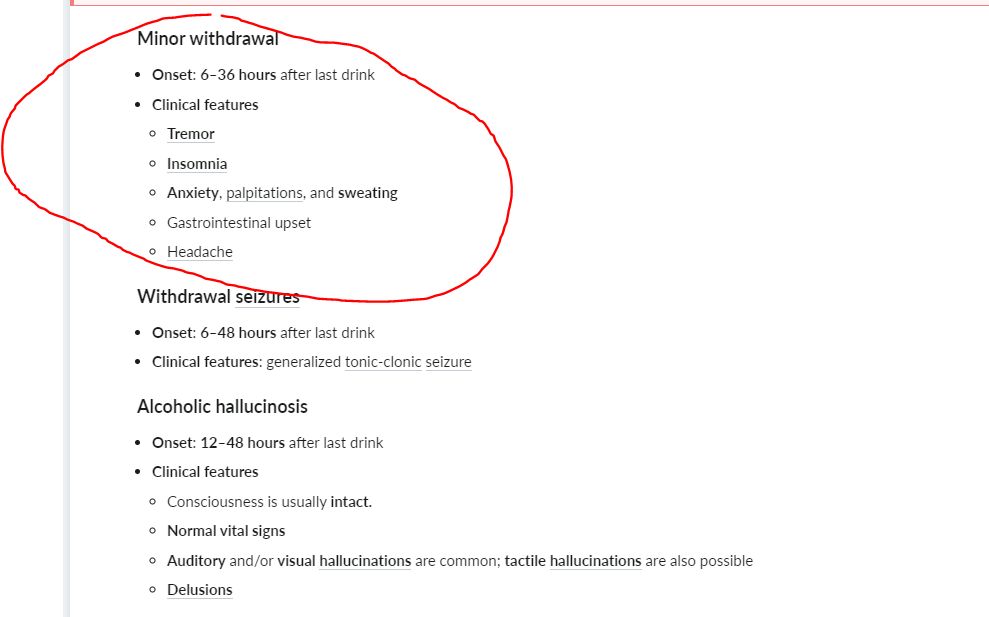 Minor withdrawal
Onset: 6–36 hours after last drink
Clinical features
Tremor
Insomnia
Anxiety, palpitations, and sweating
Gastrointestinal upset
Headache
Withdrawal seizures
Onset: 6–48 hours after last drink
Clinical features: generalized tonic-clonic seizure
Alcoholic hallucinosis
Onset: 12–48 hours after last drink
Clinical features
Consciousness is usually intact.
Normal vital signs
Auditory and/or visual hallucinations are common; tactile hallucinations are also possible
Delusions